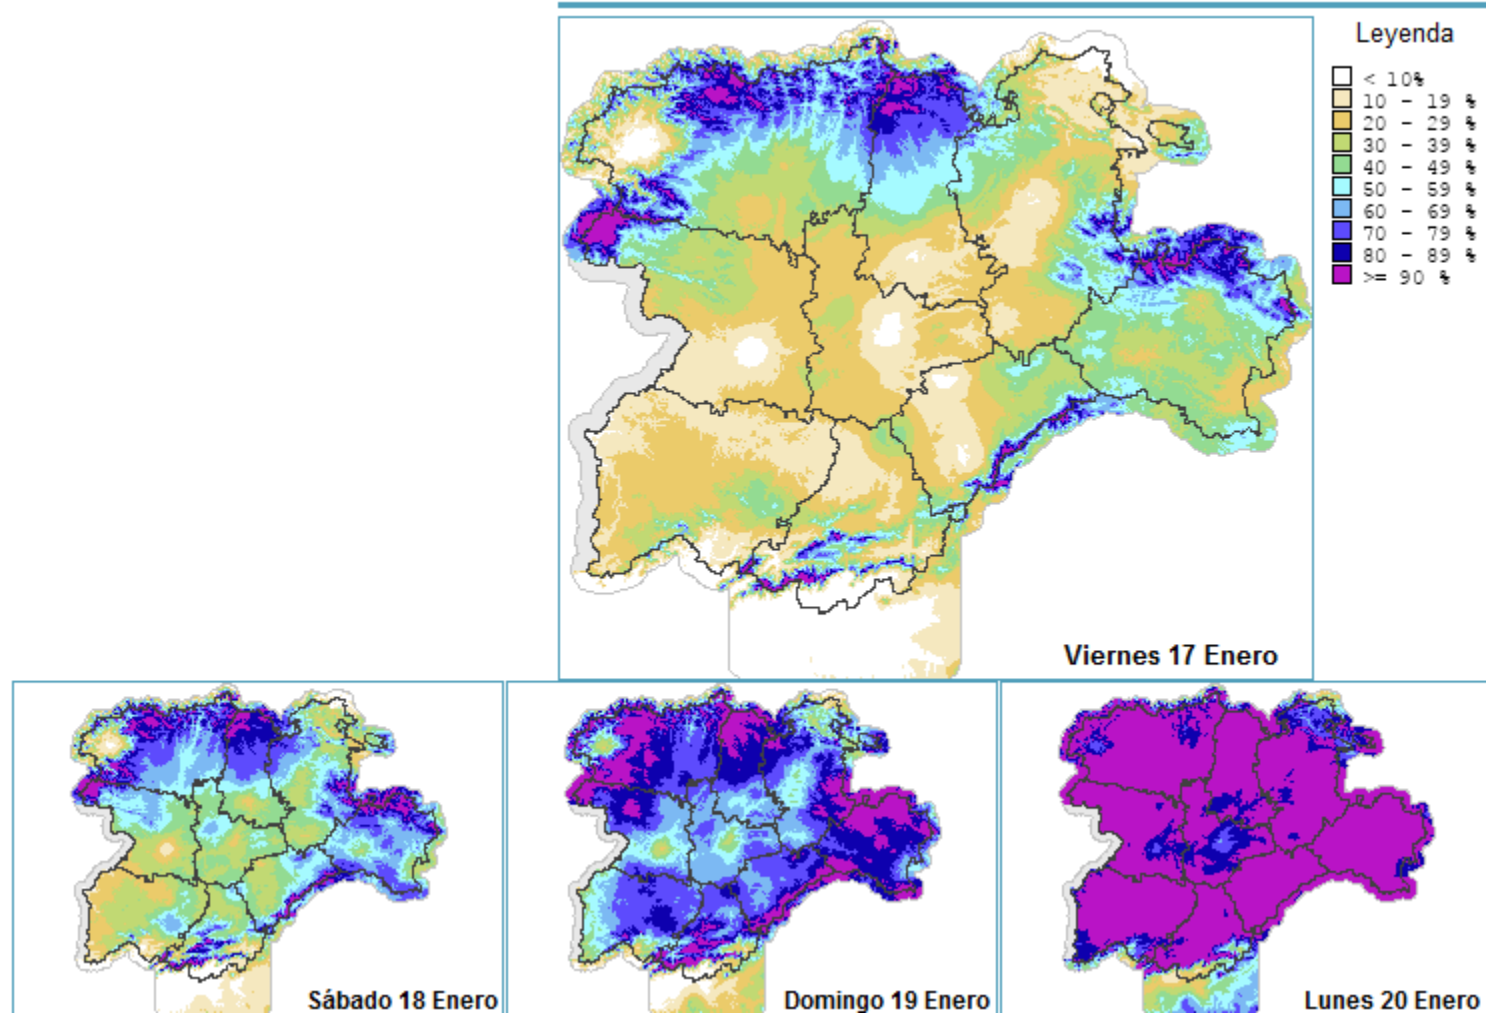 Leyenda
< 10%
10 - 19 %
20 - 29 %
30 - 39 %
40 - 49 %
50 - 59 %
60 - 69 %
70 - 79 %
80 - 89 %
>= 90 %
Viernes 17 Enero
Sábado 18 Enero
Domingo 19 Enero
Lunes 20 Enero